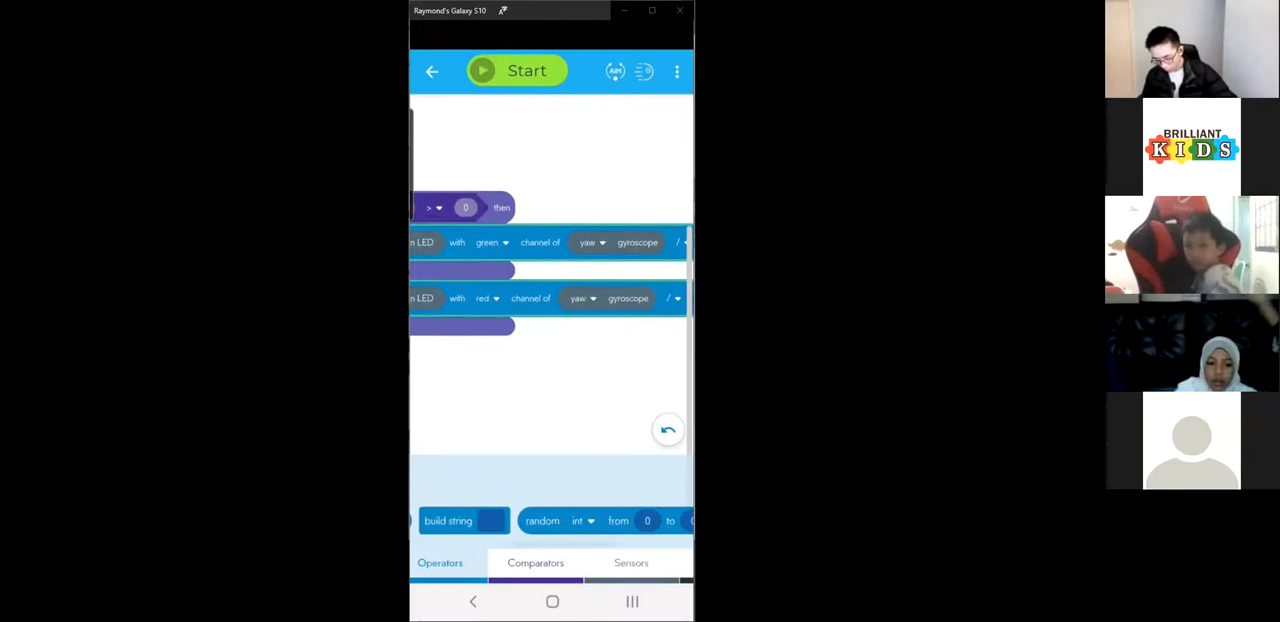 Raymond's Galaxy S10
Start
AIM
> 0 then
n LED with green channel of yaw gyroscope /
n LED with red channel of yaw gyroscope /
build string random int from 0 to
Operators Comparators Sensors
BRILLIANT
KIDS